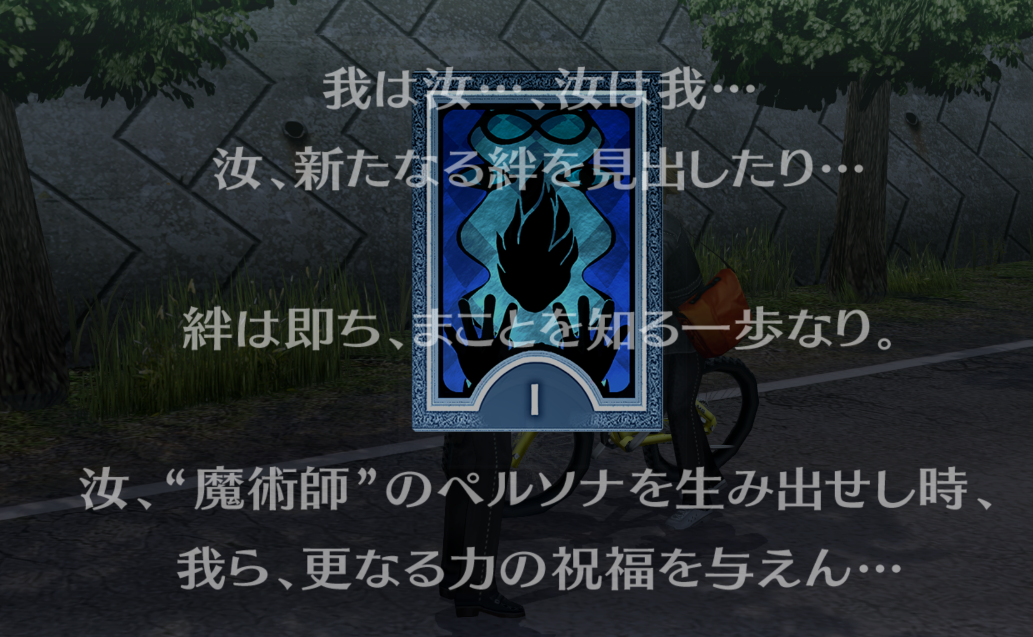 我は汝…、汝は我…
汝、新たなる絆を見出したり…
絆は即ち、まことを知る一歩なり。
I
汝、“魔術師”のペルソナを生み出せし時、
我ら、更なる力の祝福を与えん…